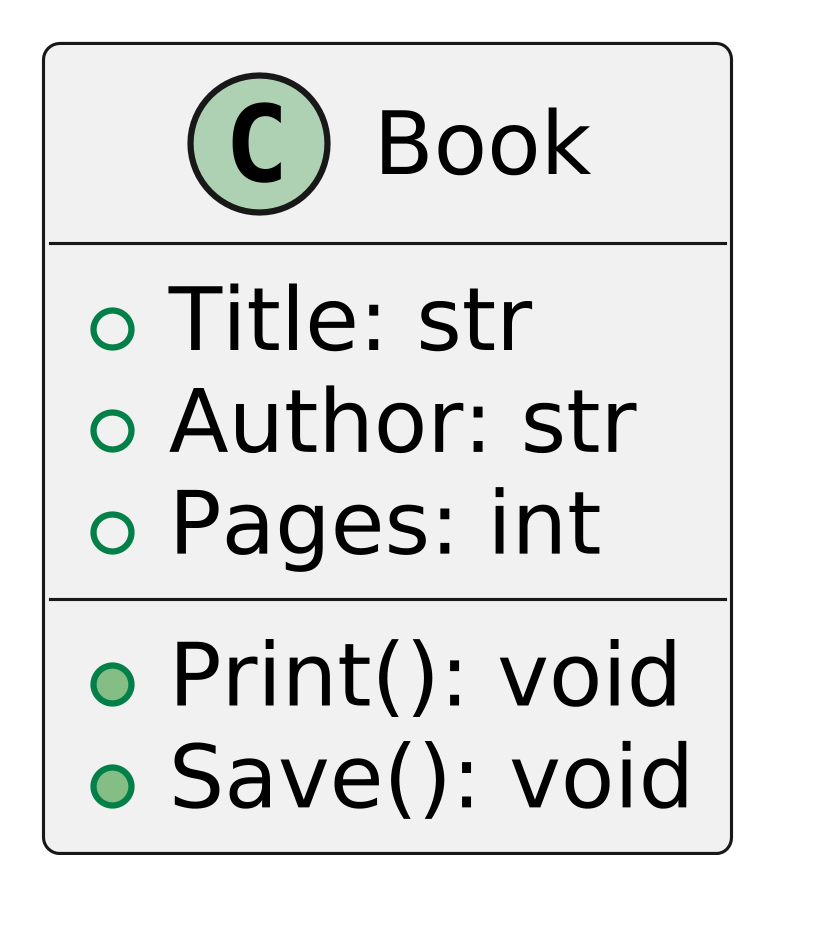 C Book
Title: str
Author: str
Pages: int
Print(): void
Save(): void